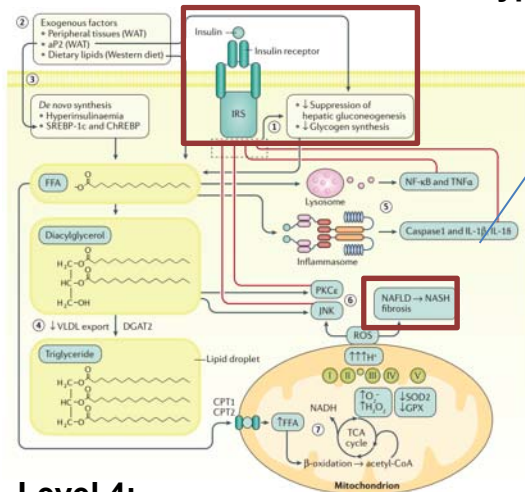 ②
Exogenous factors
• Peripheral tissues (WAT)
• aP2 (WAT)
• Dietary lipids (Western diet)
Insulin
Insulin receptor
IRS
①
• ↓Suppression of
hepatic gluconeogenesis
• ↓Glycogen synthesis
③
De novo synthesis
• Hyperinsulinaemia
• SREBP-1c and ChREBP
FFA
⁻O
O
Lysosome
NF-κB and TNFα
⑤
Inflammasome
Caspase1 and IL-1β/IL-18
Diacylglycerol
H₂C–O
O
HC–O
O
H₂C–OH
PKCε
JNK
⑥
NAFLD → NASH
fibrosis
④ ↓VLDL export
DGAT2
ROS
↑↑↑H⁺
Triglyceride
H₂C–O
O
HC–O
O
H₂C–O
O
Lipid droplet
I II III IV V
↑O₂⁻
↑H₂O₂
↓SOD2
↓GPX
CPT1
CPT2
↑FFA
NADH
⑦
TCA
cycle
β-oxidation → acetyl-CoA
Mitochondrion
Level 4: